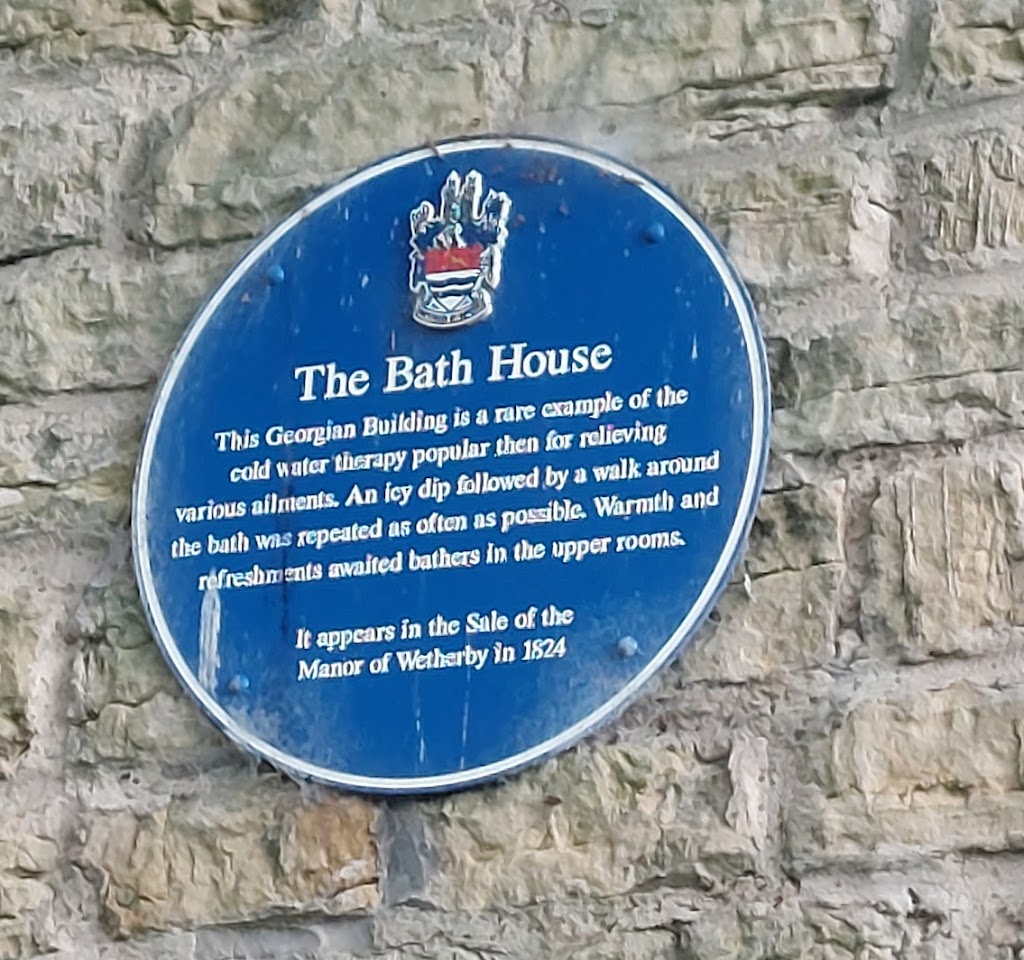 The Bath House
This Georgian Building is a rare example of the
cold water therapy popular then for relieving
various ailments. An icy dip followed by a walk around
the bath was repeated as often as possible. Warmth and
refreshments awaited bathers in the upper rooms.
It appears in the Sale of the
Manor of Wetherby in 1824